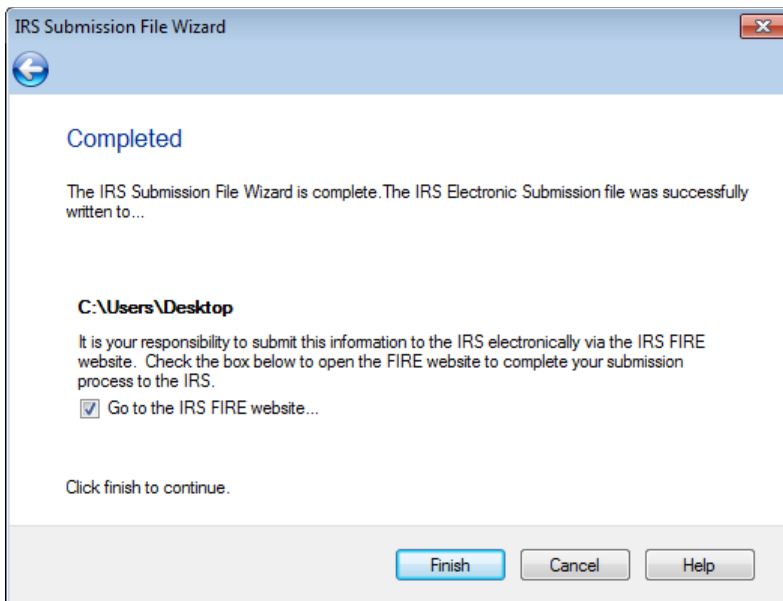 IRS Submission File Wizard
Completed
The IRS Submission File Wizard is complete.The IRS Electronic Submission file was successfully
written to...
C:\Users\Desktop
It is your responsibility to submit this information to the IRS electronically via the IRS FIRE
website.  Check the box below to open the FIRE website to complete your submission
process to the IRS.
Go to the IRS FIRE website...
Click finish to continue.
Finish
Cancel
Help